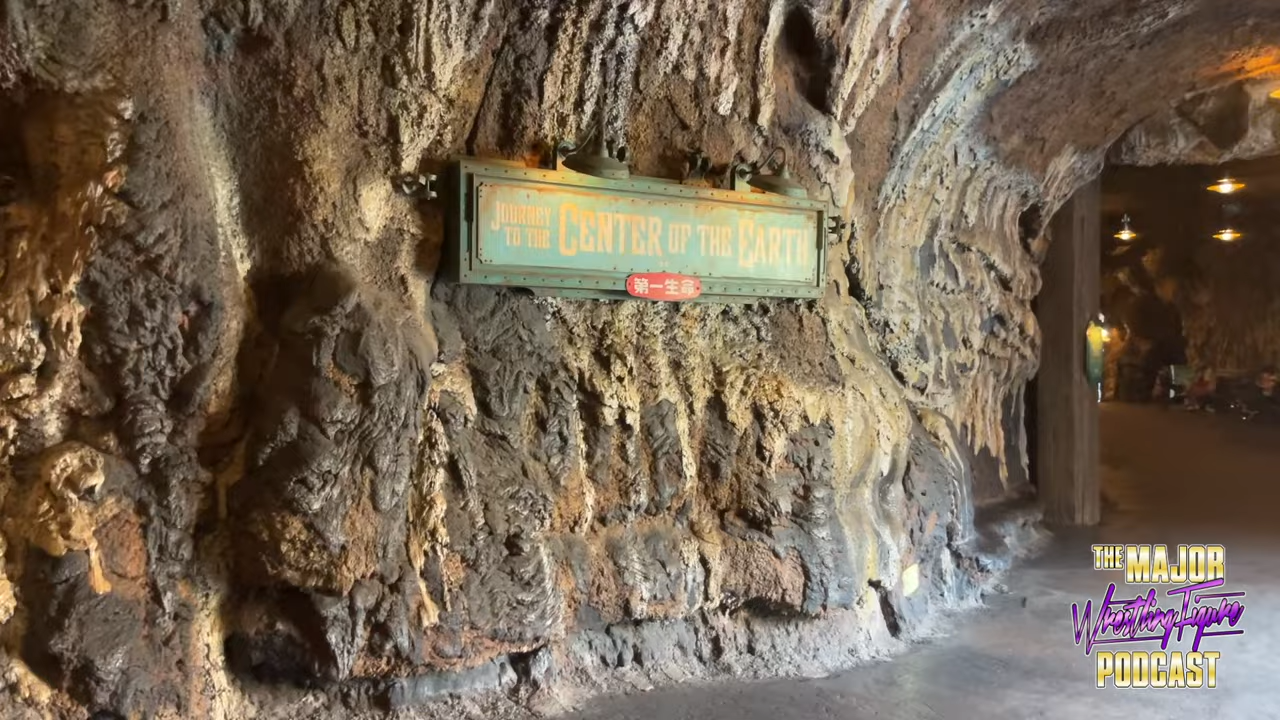 JOURNEY
TO THE
CENTER OF THE EARTH
第一生命
THE MAJOR
Wrestling Figure
PODCAST